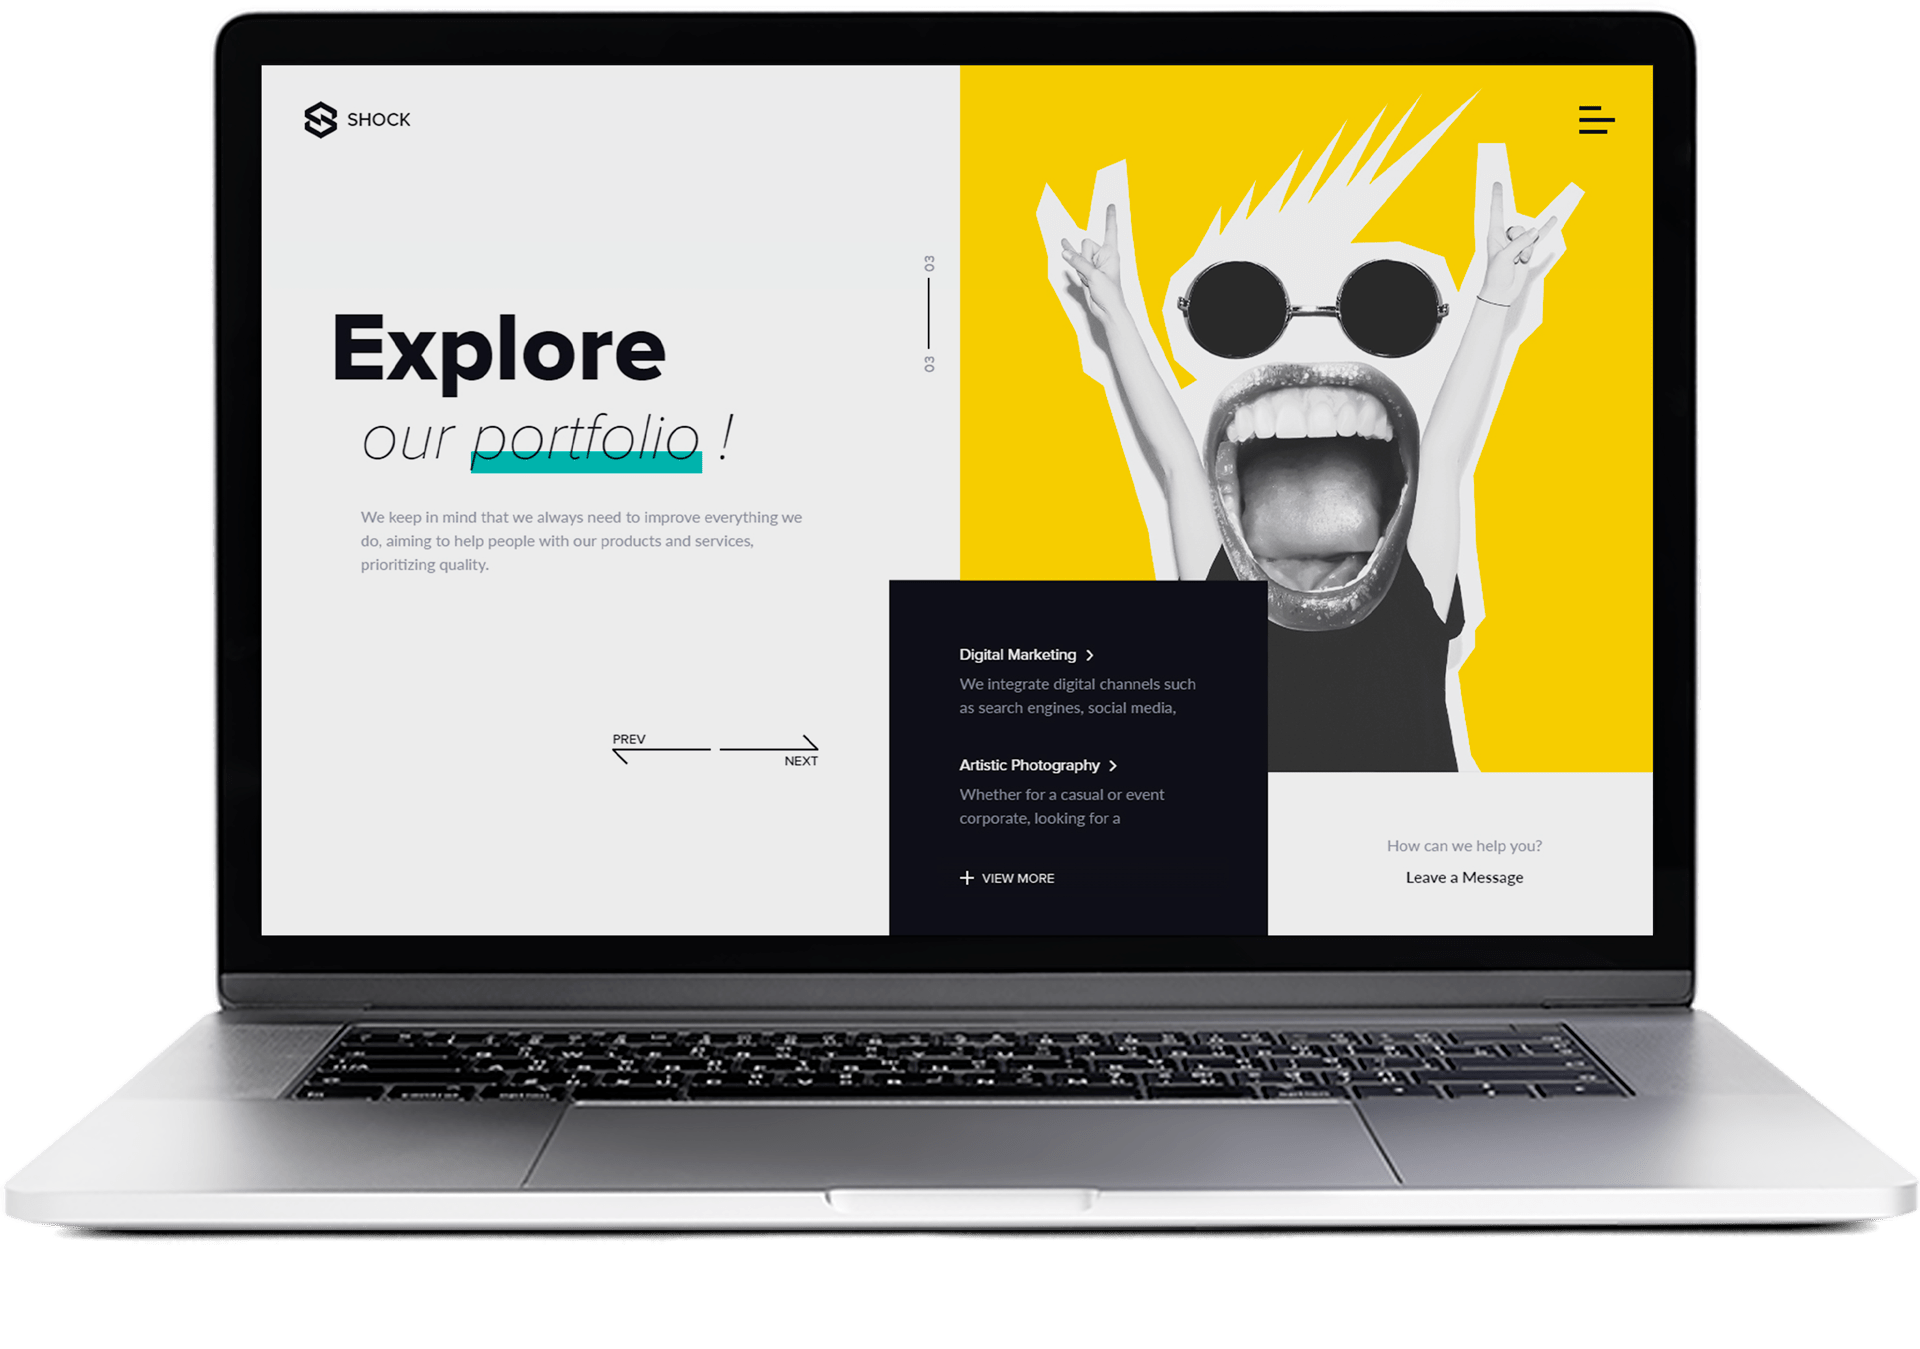 SHOCK
03
03
Explore
our portfolio !
We keep in mind that we always need to improve everything we
do, aiming to help people with our products and services,
prioritizing quality.
PREV
NEXT
Digital Marketing
We integrate digital channels such
as search engines, social media,
Artistic Photography
Whether for a casual or event
corporate, looking for a
+ VIEW MORE
How can we help you?
Leave a Message